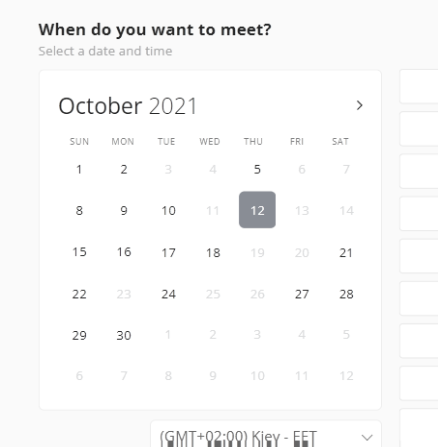 When do you want to meet?
Select a date and time
October 2021
SUN MON TUE WED THU FRI SAT
1 2 3 4 5 6 7
8 9 10 11 12 13 14
15 16 17 18 19 20 21
22 23 24 25 26 27 28
29 30 1 2 3 4 5
6 7 8 9 10 11 12
(GMT+02:00) Kiev - EET